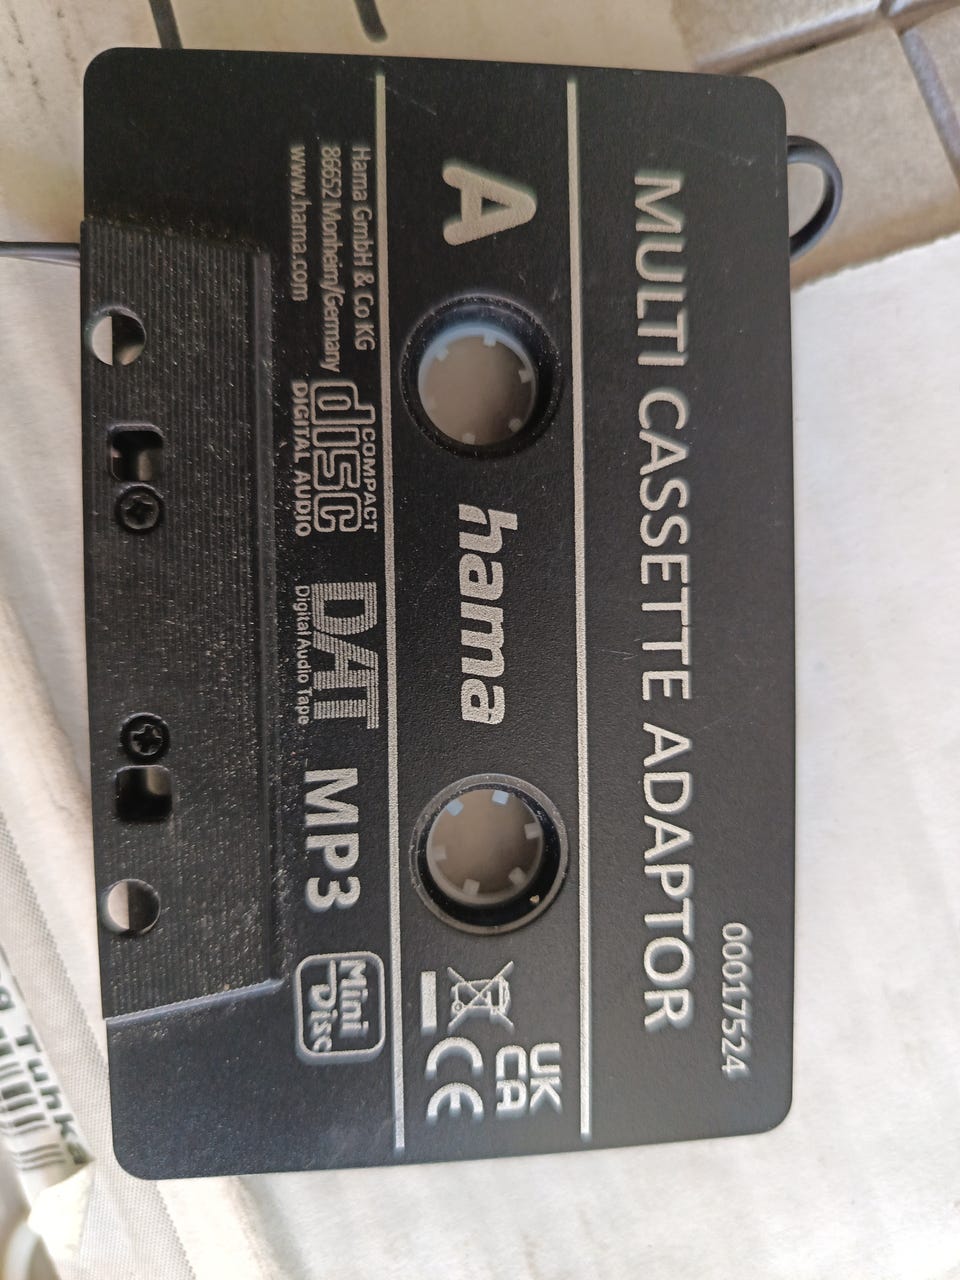 00017524
MULTI CASSETTE ADAPTOR
A
hama
UK
CA
CE
Hama GmbH & Co KG
86652 Monheim/Germany
www.hama.com
COMPACT
disc
DIGITAL AUDIO
DAT
Digital Audio Tape
MP3
Mini
Disc